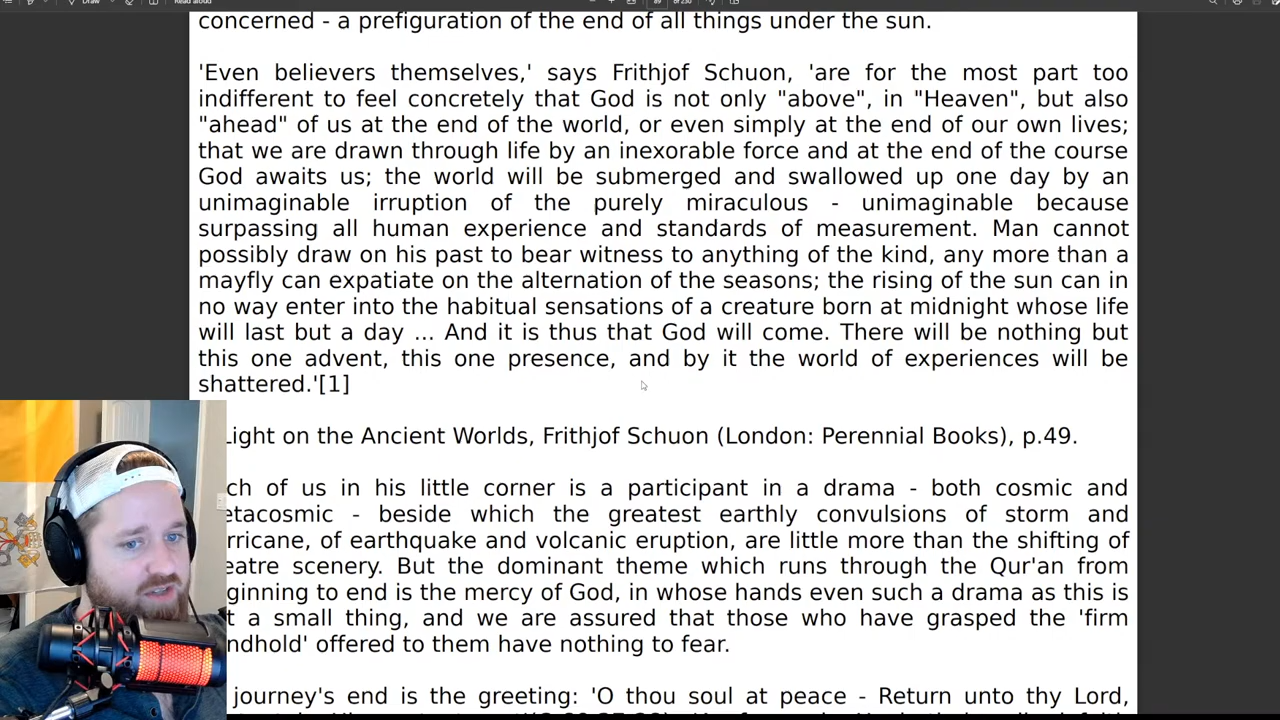 Draw
Read aloud
concerned - a prefiguration of the end of all things under the sun.
'Even believers themselves,' says Frithjof Schuon, 'are for the most part too
indifferent to feel concretely that God is not only "above", in "Heaven", but also
"ahead" of us at the end of the world, or even simply at the end of our own lives;
that we are drawn through life by an inexorable force and at the end of the course
God awaits us; the world will be submerged and swallowed up one day by an
unimaginable irruption of the purely miraculous - unimaginable because
surpassing all human experience and standards of measurement. Man cannot
possibly draw on his past to bear witness to anything of the kind, any more than a
mayfly can expatiate on the alternation of the seasons; the rising of the sun can in
no way enter into the habitual sensations of a creature born at midnight whose life
will last but a day ... And it is thus that God will come. There will be nothing but
this one advent, this one presence, and by it the world of experiences will be
shattered.'[1]
Light on the Ancient Worlds, Frithjof Schuon (London: Perennial Books), p.49.
ch of us in his little corner is a participant in a drama - both cosmic and
etacosmic - beside which the greatest earthly convulsions of storm and
rricane, of earthquake and volcanic eruption, are little more than the shifting of
eatre scenery. But the dominant theme which runs through the Qur'an from
ginning to end is the mercy of God, in whose hands even such a drama as this is
t a small thing, and we are assured that those who have grasped the 'firm
ndhold' offered to them have nothing to fear.
journey's end is the greeting: 'O thou soul at peace - Return unto thy Lord,